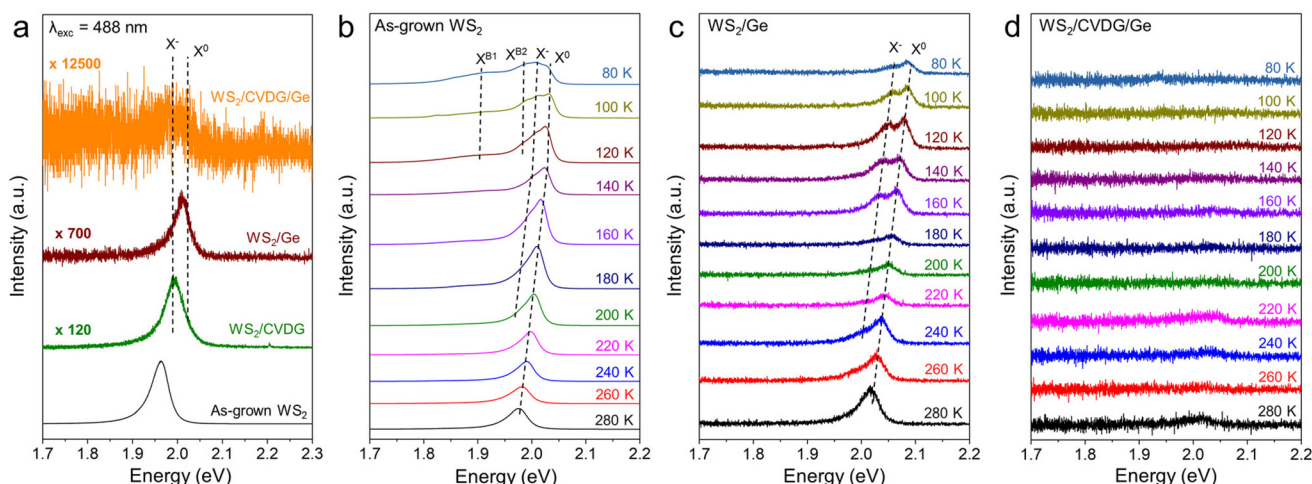 a
λexc = 488 nm
X-
X0
x 12500
WS2/CVDG/Ge
x 700
WS2/Ge
x 120
WS2/CVDG
As-grown WS2
1.7 1.8 1.9 2.0 2.1 2.2 2.3
Energy (eV)
Intensity (a.u.)
b
As-grown WS2
XB1 XB2 X- X0
80 K
100 K
120 K
140 K
160 K
180 K
200 K
220 K
240 K
260 K
280 K
1.7 1.8 1.9 2.0 2.1 2.2
Energy (eV)
Intensity (a.u.)
c
WS2/Ge
X- X0
80 K
100 K
120 K
140 K
160 K
180 K
200 K
220 K
240 K
260 K
280 K
1.7 1.8 1.9 2.0 2.1 2.2
Energy (eV)
Intensity (a.u.)
d
WS2/CVDG/Ge
80 K
100 K
120 K
140 K
160 K
180 K
200 K
220 K
240 K
260 K
280 K
1.7 1.8 1.9 2.0 2.1 2.2
Energy (eV)
Intensity (a.u.)